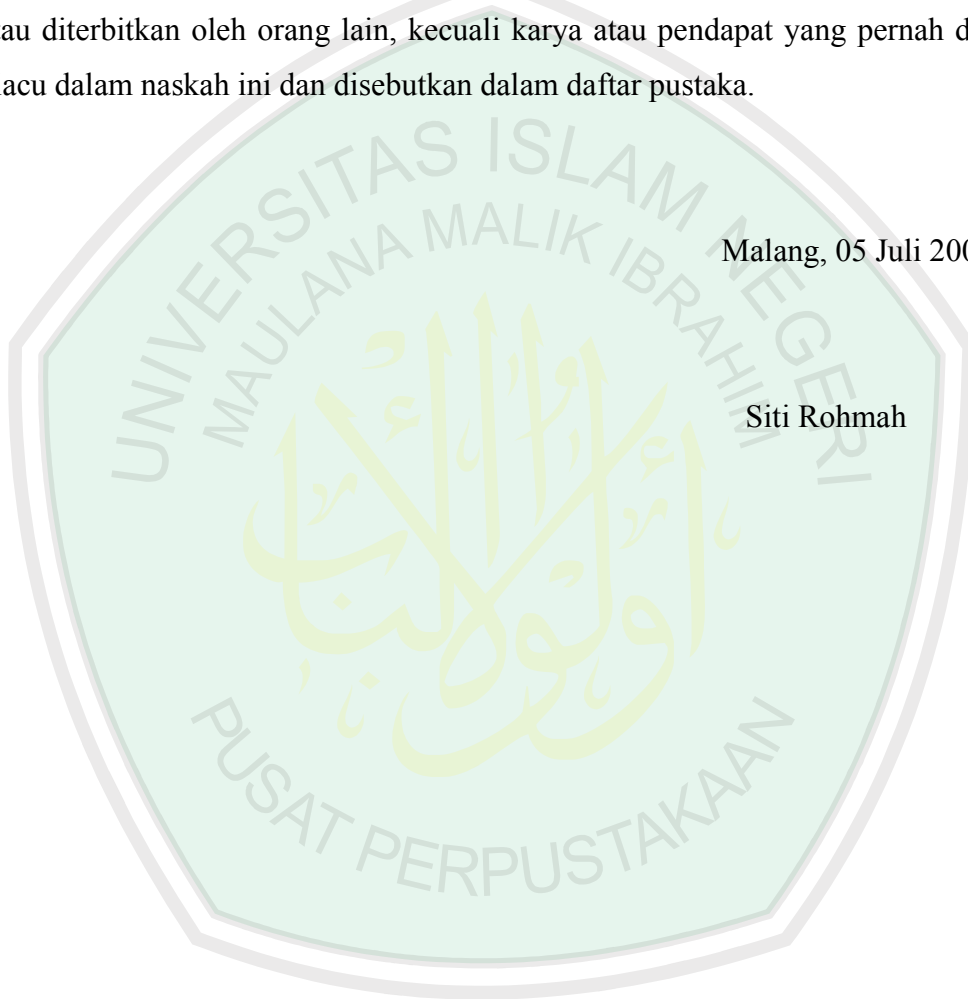 tau diterbitkan oleh orang lain, kecuali karya atau pendapat yang pernah d
acu dalam naskah ini dan disebutkan dalam daftar pustaka.
UNIVERSITAS ISLAM NEGERI
MAULANA MALIK IBRAHIM
Malang, 05 Juli 200
Siti Rohmah
PUSAT PERPUSTAKAAN